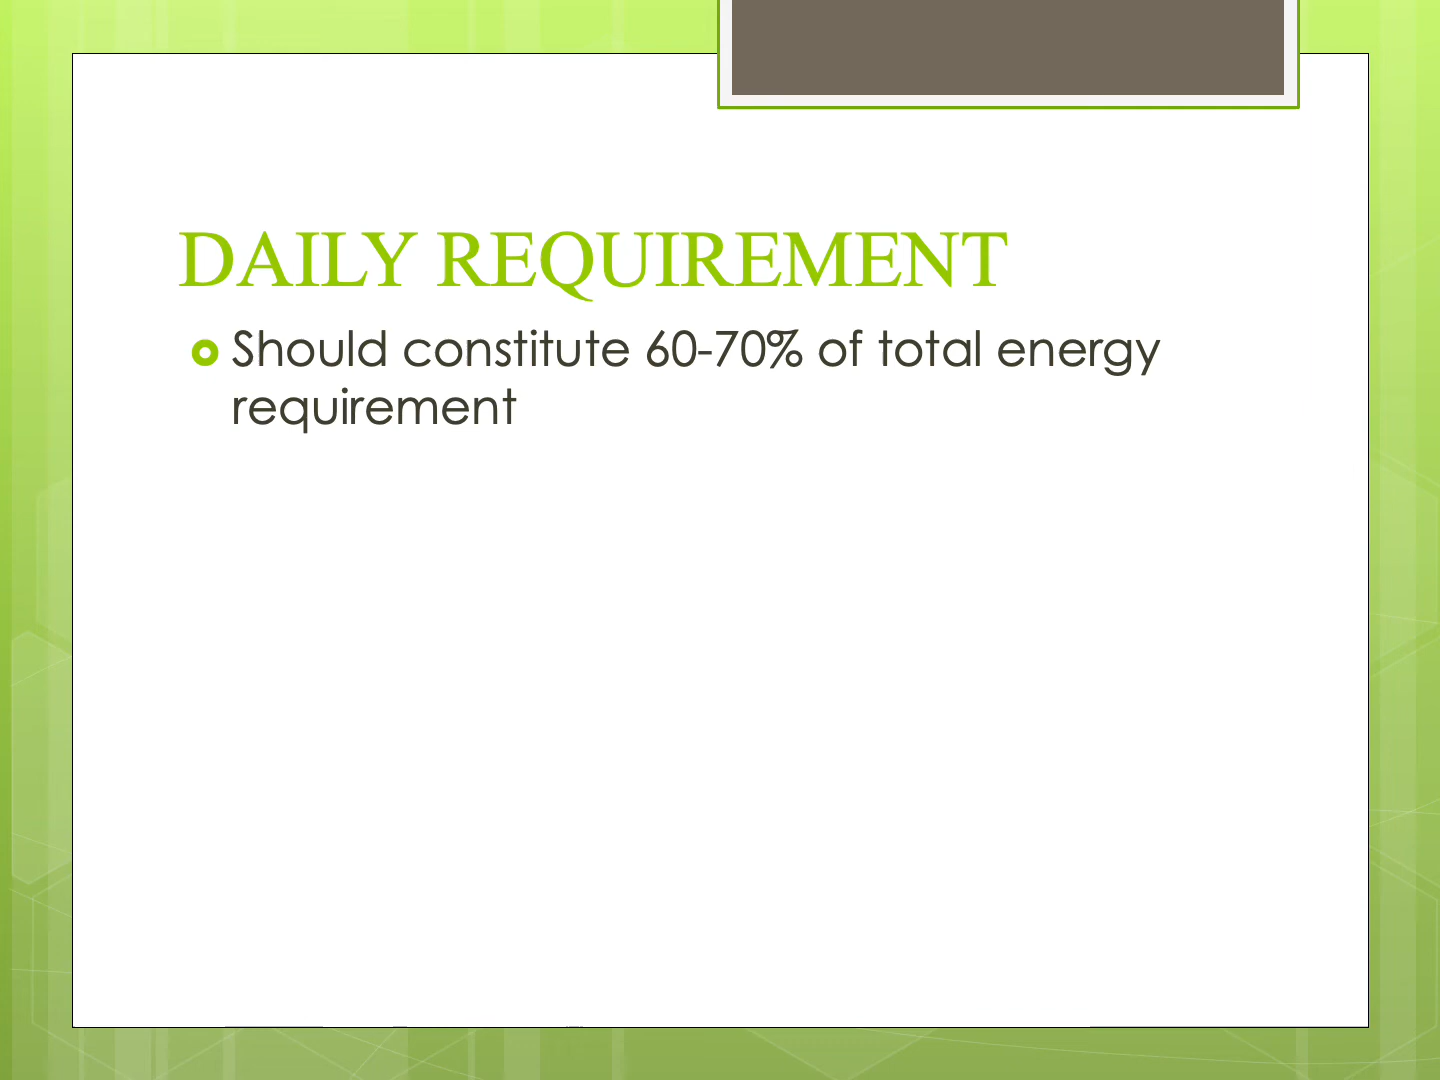 DAILY REQUIREMENT
Should constitute 60-70% of total energy
requirement